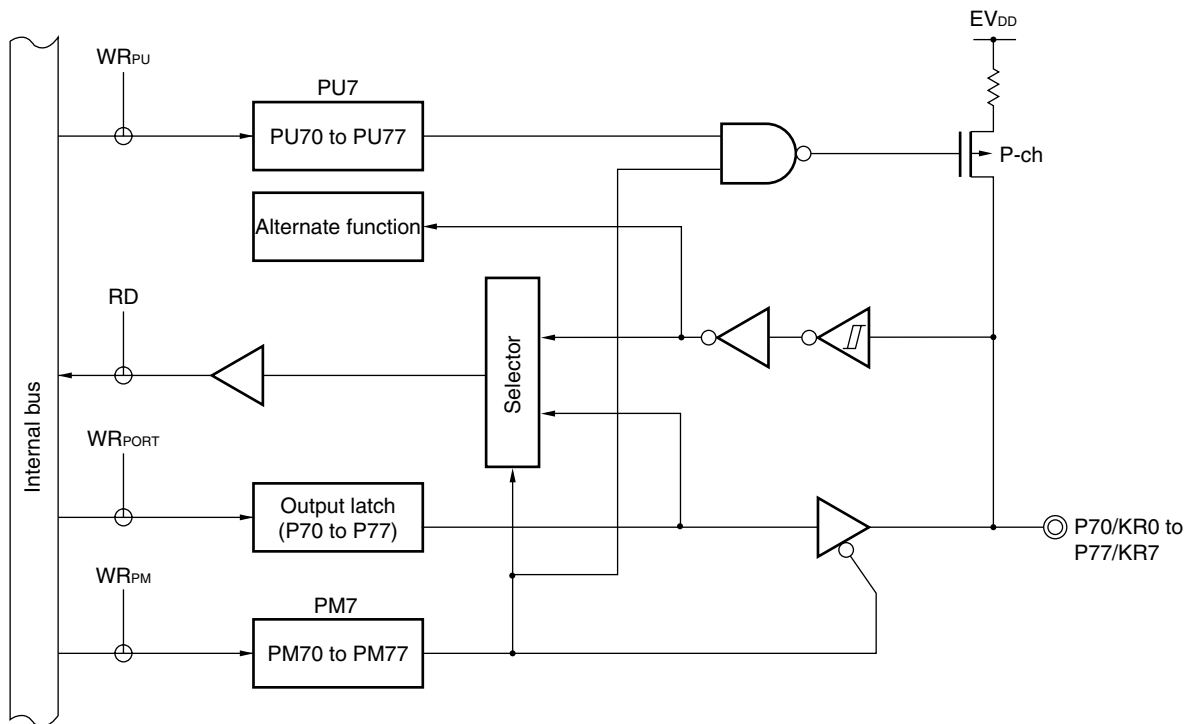 EVDD
WRPU
PU7
PU70 to PU77
P-ch
Alternate function
RD
Selector
Internal bus
WRPORT
Output latch
(P70 to P77)
P70/KR0 to
P77/KR7
WRPM
PM7
PM70 to PM77